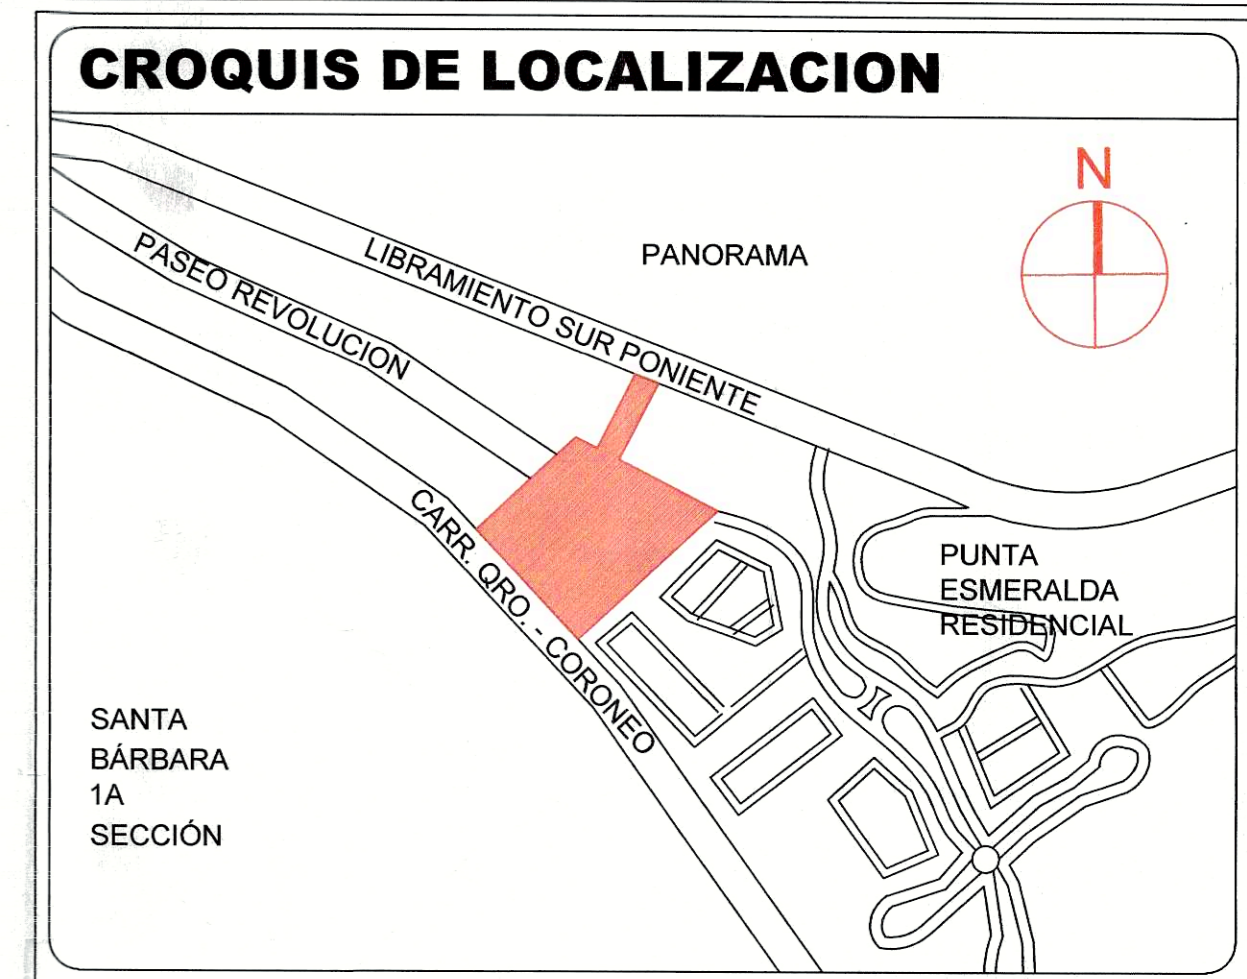 CROQUIS DE LOCALIZACION
N
PANORAMA
LIBRAMIENTO SUR PONIENTE
PASEO REVOLUCION
CARR. QRO. - CORONEO
PUNTA
ESMERALDA
RESIDENCIAL
SANTA
BÁRBARA
1A
SECCIÓN